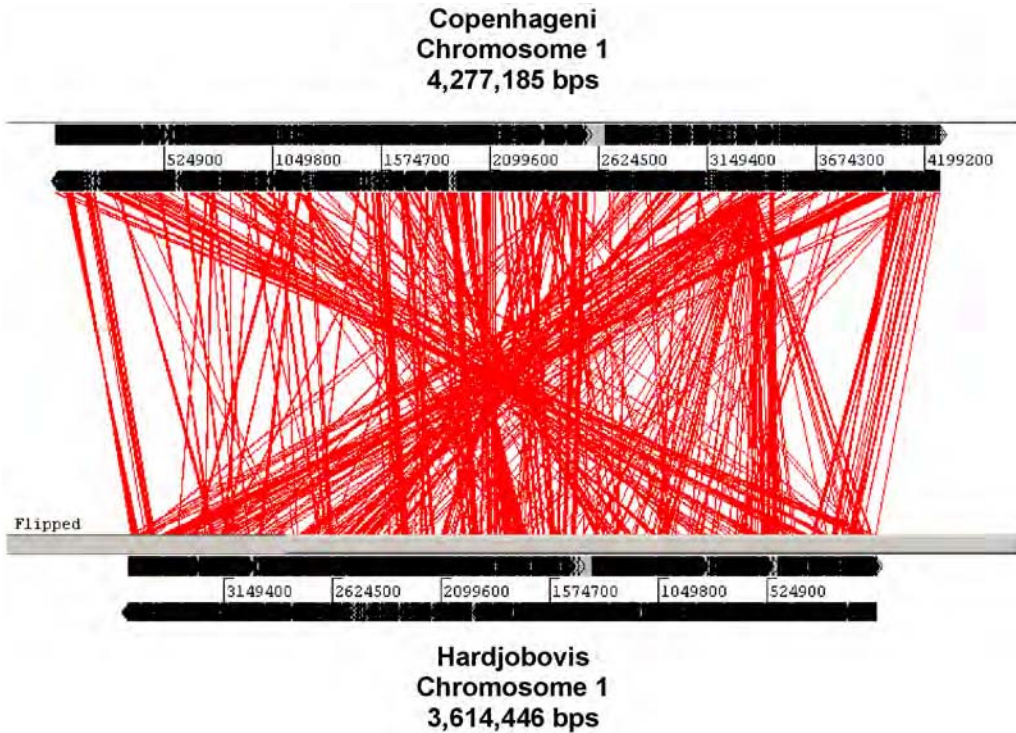 Copenhageni
Chromosome 1
4,277,185 bps
524900 1049800 1574700 2099600 2624500 3149400 3674300 4199200
Flipped
3149400 2624500 2099600 1574700 1049800 524900
Hardjobovis
Chromosome 1
3,614,446 bps